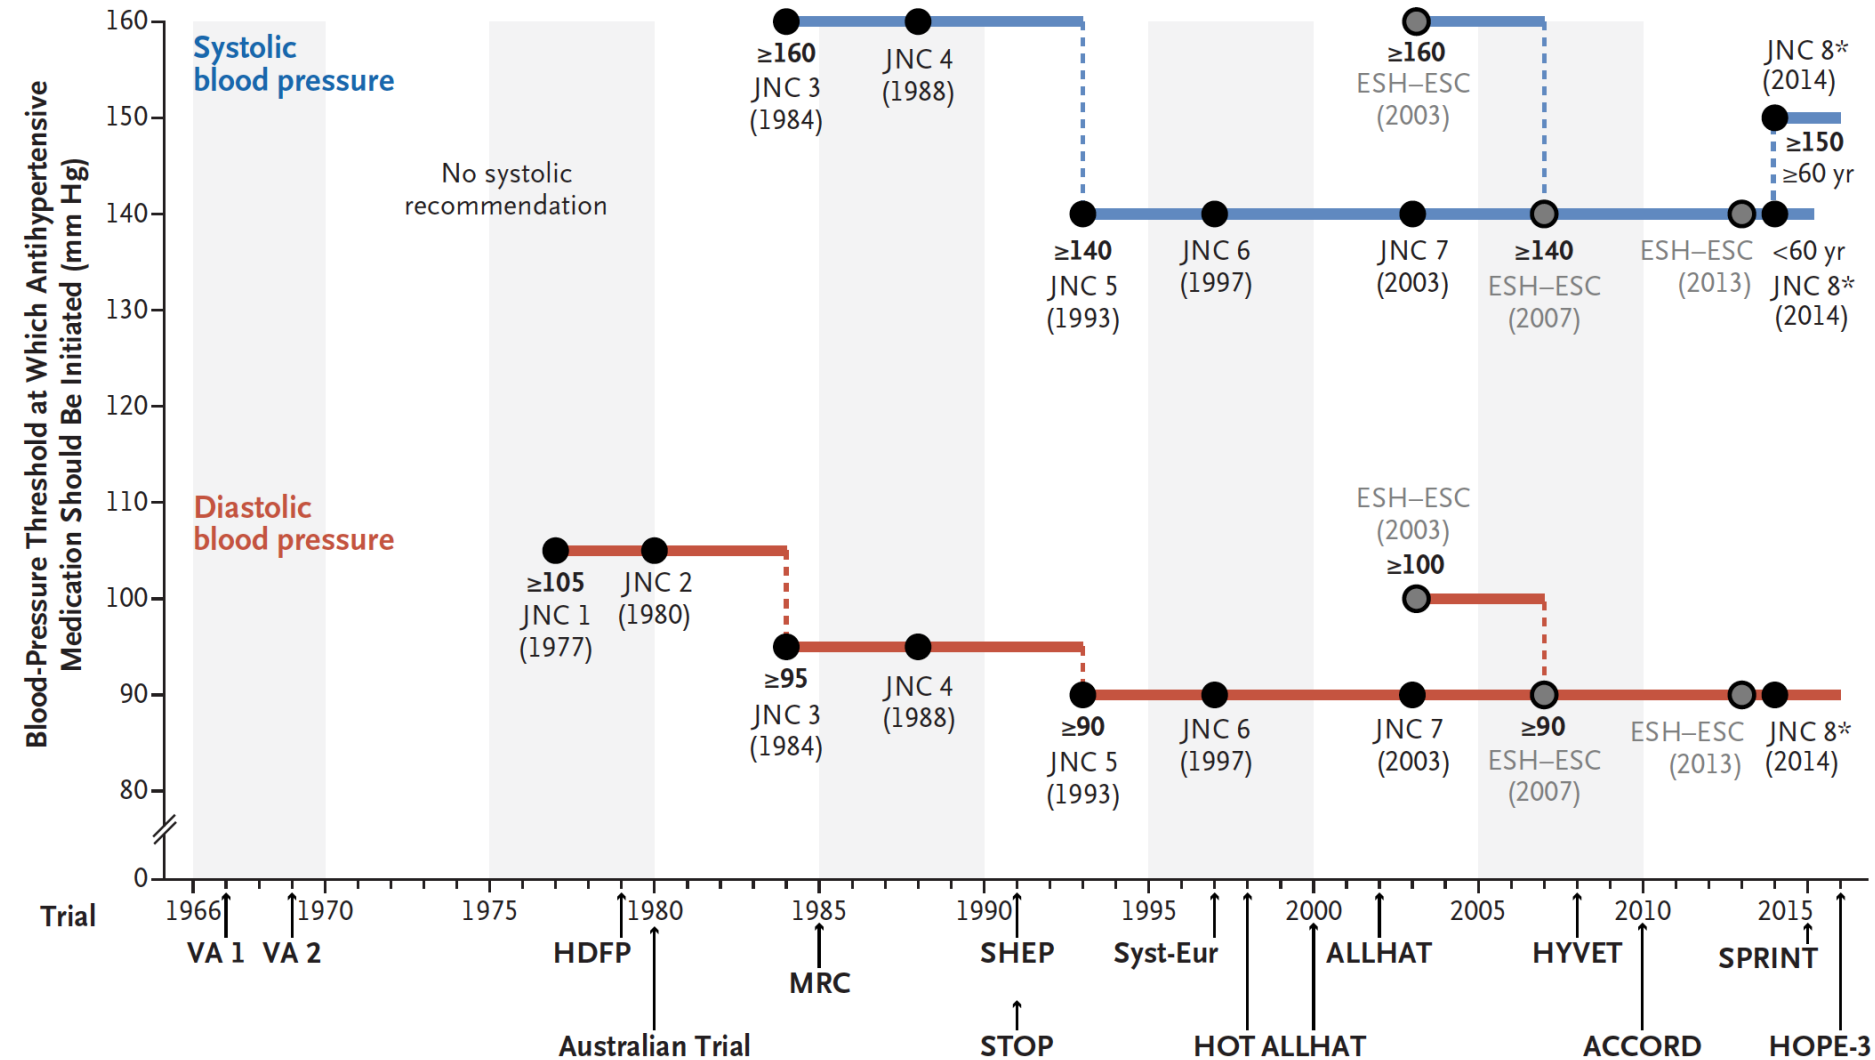 Blood-Pressure Threshold at Which Antihypertensive
Medication Should Be Initiated (mm Hg)
160
150
140
130
120
110
100
90
80
0
Systolic
blood pressure
No systolic
recommendation
≥160
JNC 3
(1984)
JNC 4
(1988)
≥160
ESH–ESC
(2003)
JNC 8*
(2014)
≥150
≥60 yr
≥140
JNC 5
(1993)
JNC 6
(1997)
JNC 7
(2003)
≥140
ESH–ESC
(2007)
ESH–ESC
(2013)
<60 yr
JNC 8*
(2014)
Diastolic
blood pressure
≥105
JNC 1
(1977)
JNC 2
(1980)
≥95
JNC 3
(1984)
JNC 4
(1988)
ESH–ESC
(2003)
≥100
≥90
JNC 5
(1993)
JNC 6
(1997)
JNC 7
(2003)
≥90
ESH–ESC
(2007)
ESH–ESC
(2013)
JNC 8*
(2014)
Trial
1966 1970 1975 1980 1985 1990 1995 2000 2005 2010 2015
VA 1 VA 2 HDFP SHEP Syst-Eur ALLHAT HYVET SPRINT
MRC
Australian Trial STOP HOT ALLHAT ACCORD HOPE-3